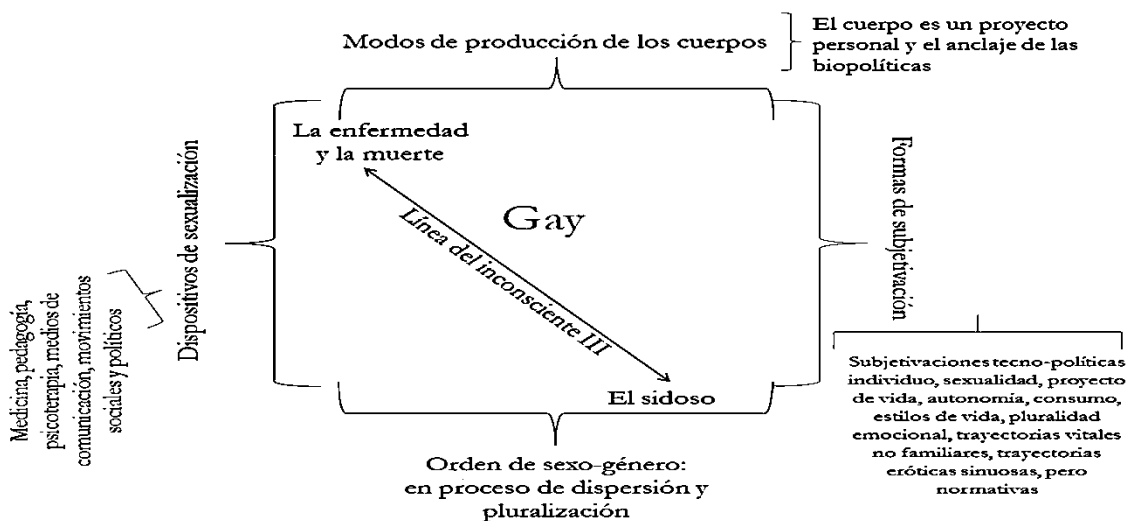 Modos de producción de los cuerpos
El cuerpo es un proyecto
personal y el anclaje de las
biopolíticas
La enfermedad
y la muerte
Gay
Línea del inconsciente III
El sidoso
Dispositivos de sexualización
Medicina, pedagogía,
psicoterapia, medios de
comunicación, movimientos
sociales y políticos
Formas de subjetivación
Subjetivaciones tecno-políticas
individuo, sexualidad, proyecto
de vida, autonomía, consumo,
estilos de vida, pluralidad
emocional, trayectorias vitales
no familiares, trayectorias
eróticas sinuosas, pero
normativas
Orden de sexo-género:
en proceso de dispersión y
pluralización